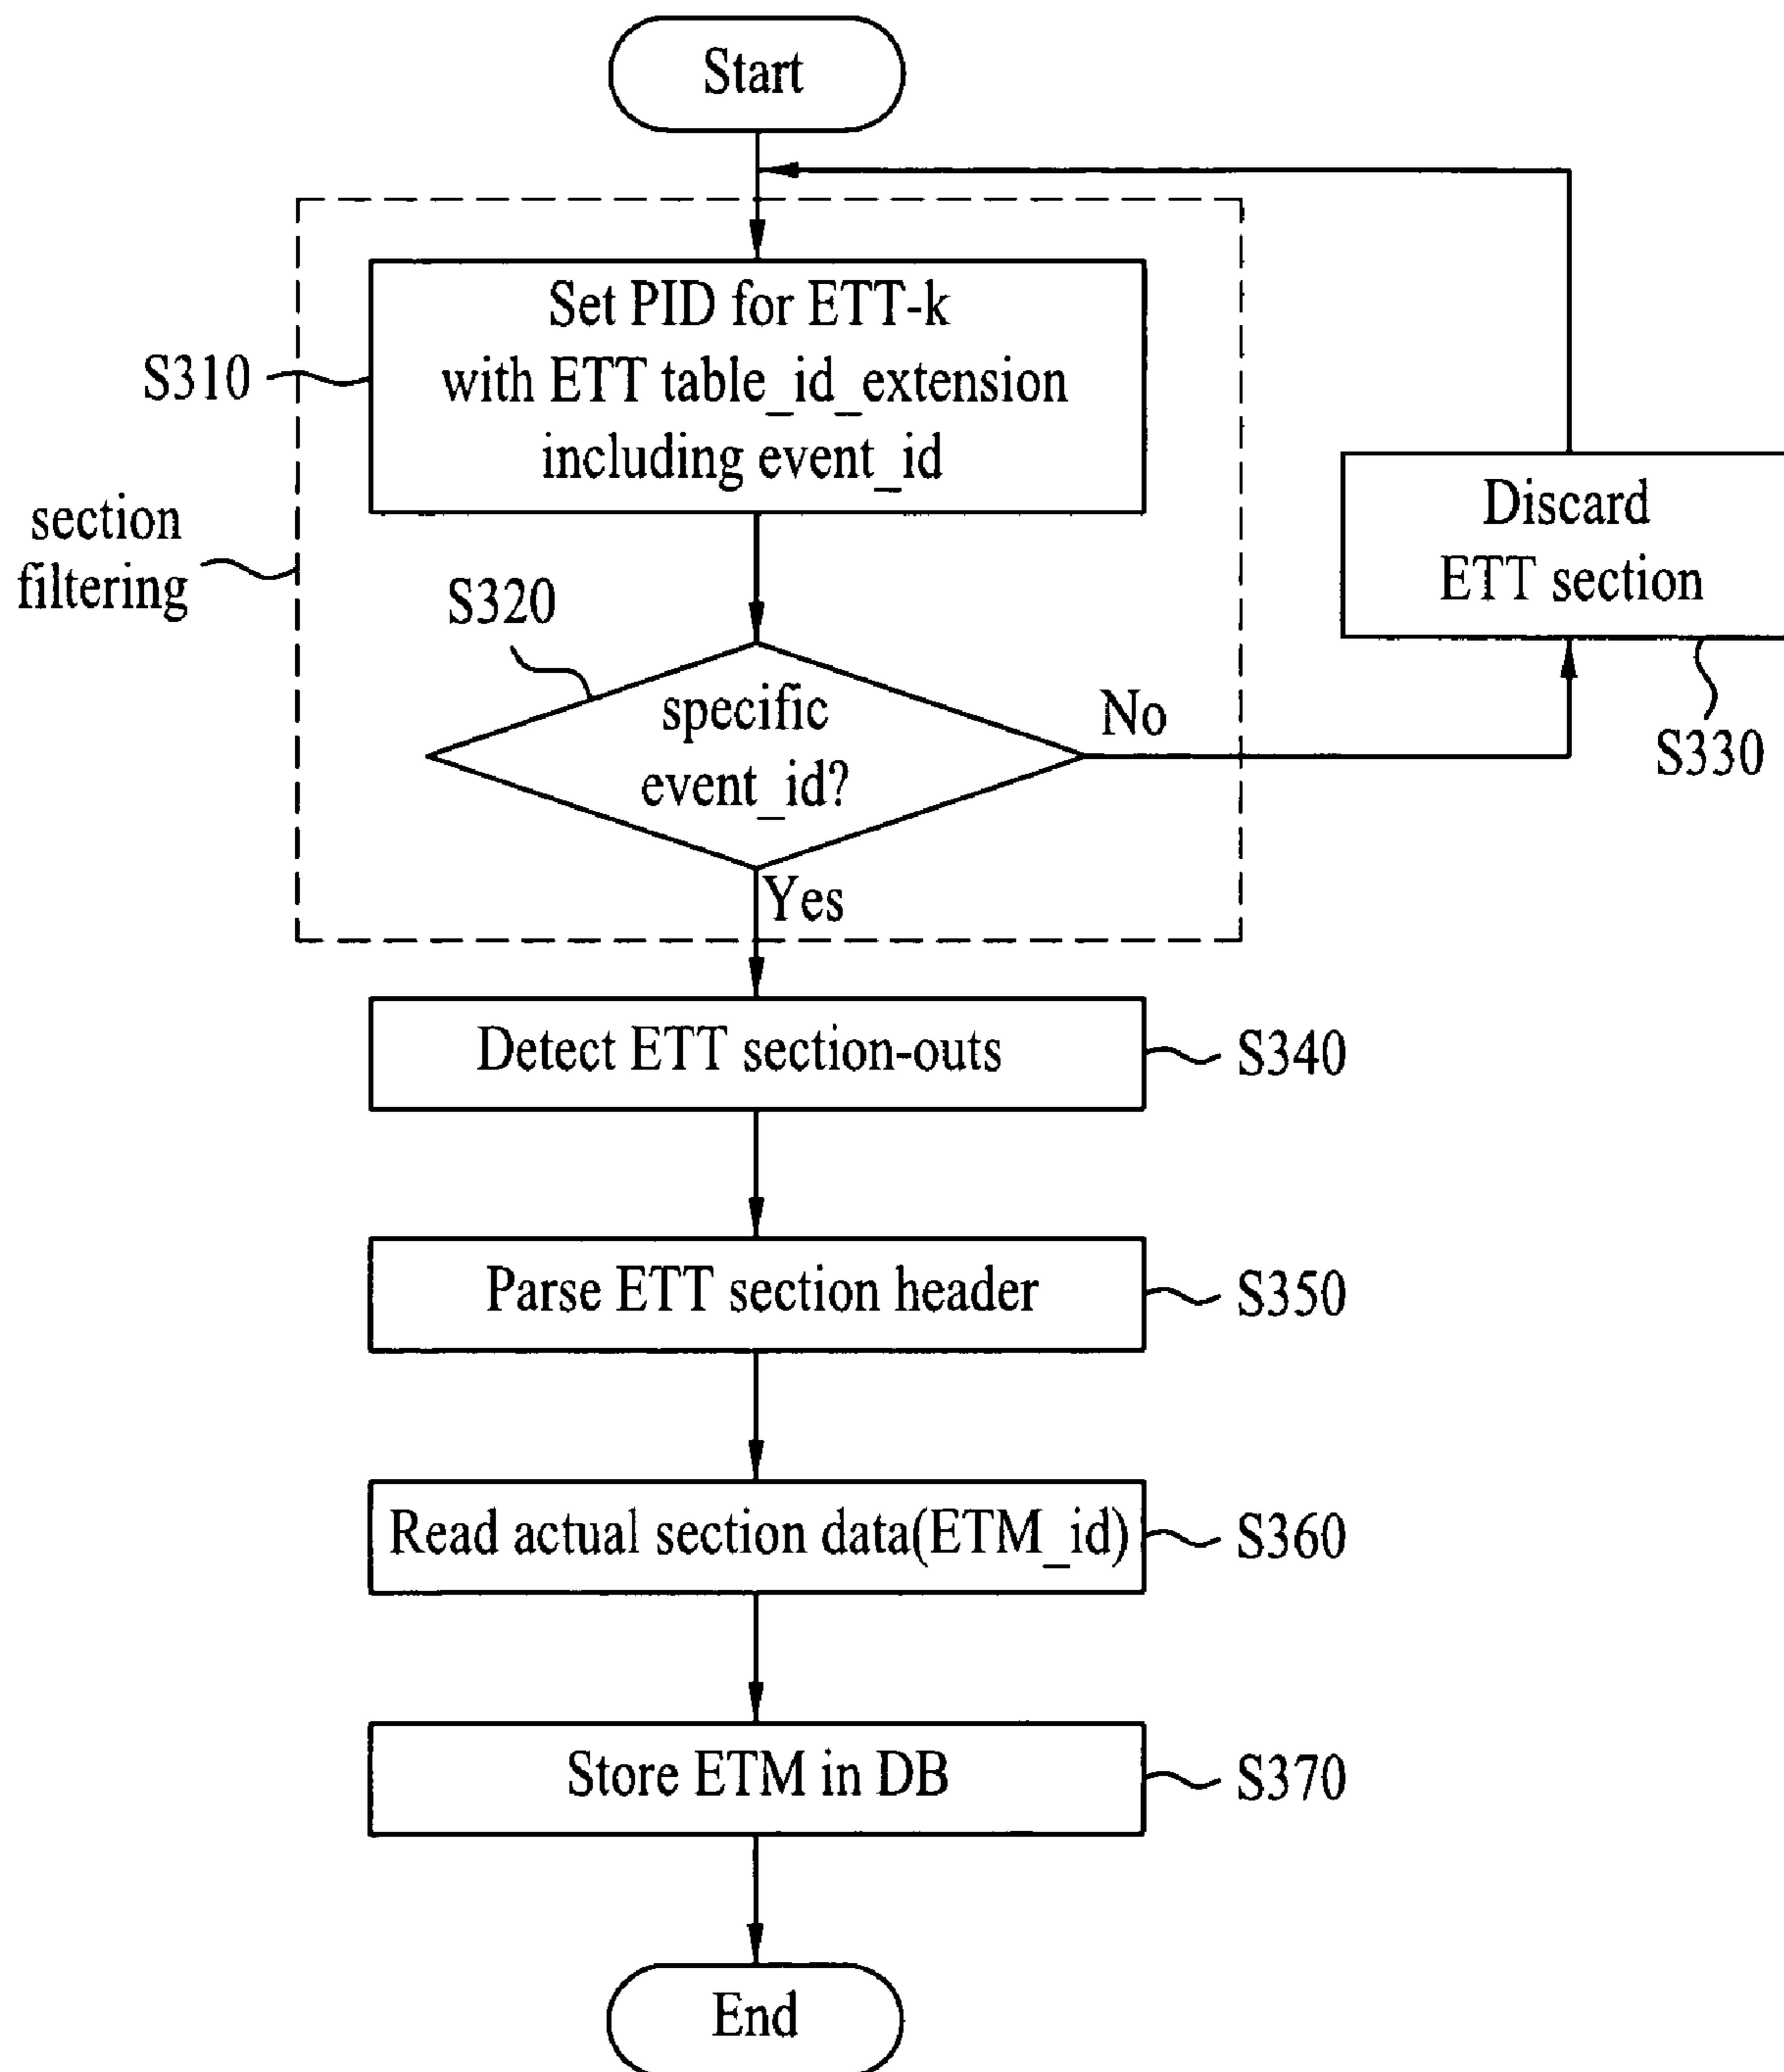 Start
Set PID for ETT-k
with ETT table_id_extension
including event_id
S310
section
filtering
S320
specific
event_id?
No
Yes
Discard
ETT section
S330
Detect ETT section-outs
S340
Parse ETT section header
S350
Read actual section data(ETM_id)
S360
Store ETM in DB
S370
End